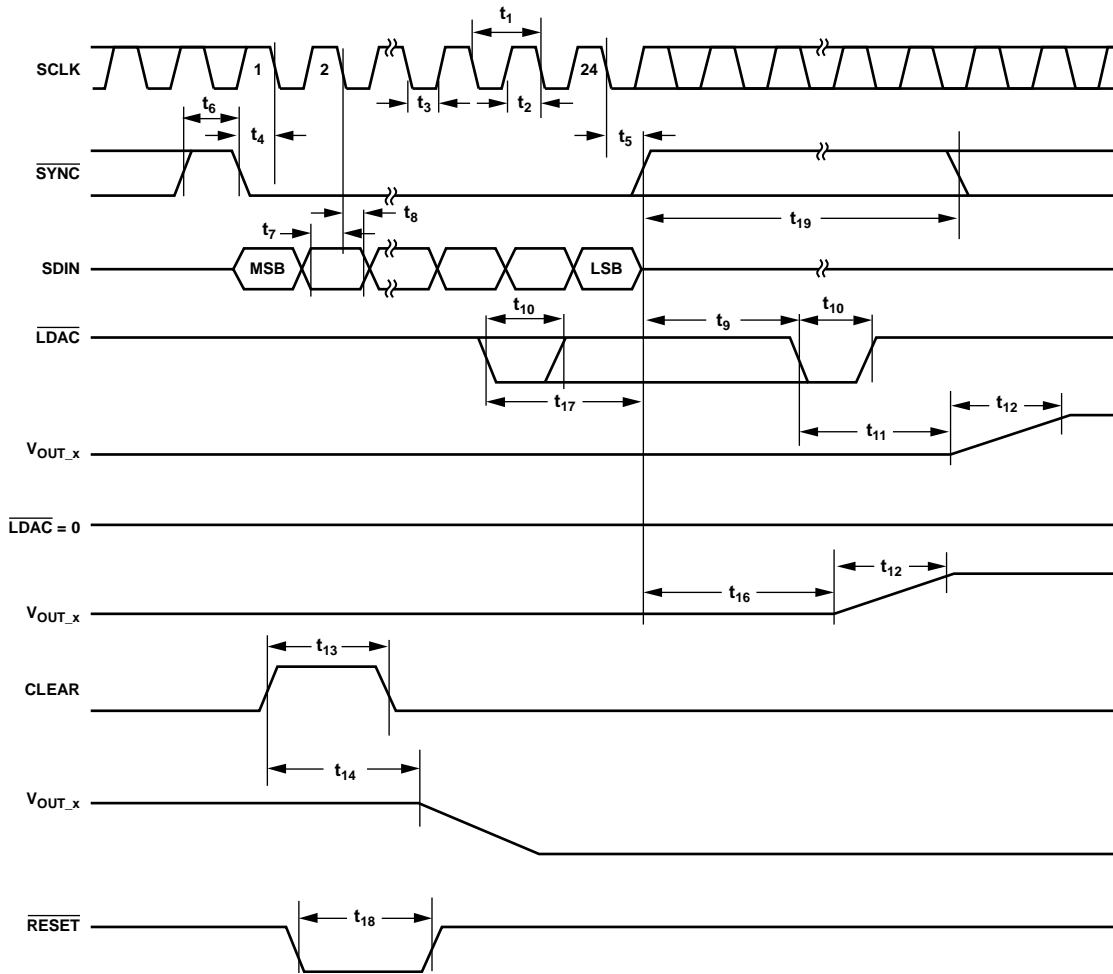 t1
SCLK
1
2
24
t3
t2
t6
t4
t5
SYNC
t8
t19
t7
SDIN
MSB
LSB
t10
t9
t10
LDAC
t17
t12
t11
VOUT_x
LDAC = 0
t12
t16
VOUT_x
t13
CLEAR
t14
VOUT_x
t18
RESET